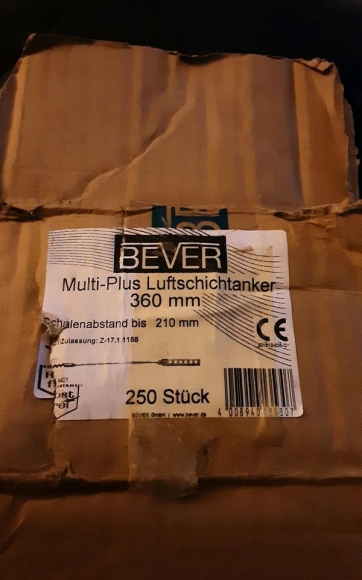 BEVER
Multi-Plus Luftschichtanker
360 mm
Schalenabstand bis 210 mm
Zulassung: Z-17.1.1155
CE
250 Stück
BEVER GmbH | www.bever.de